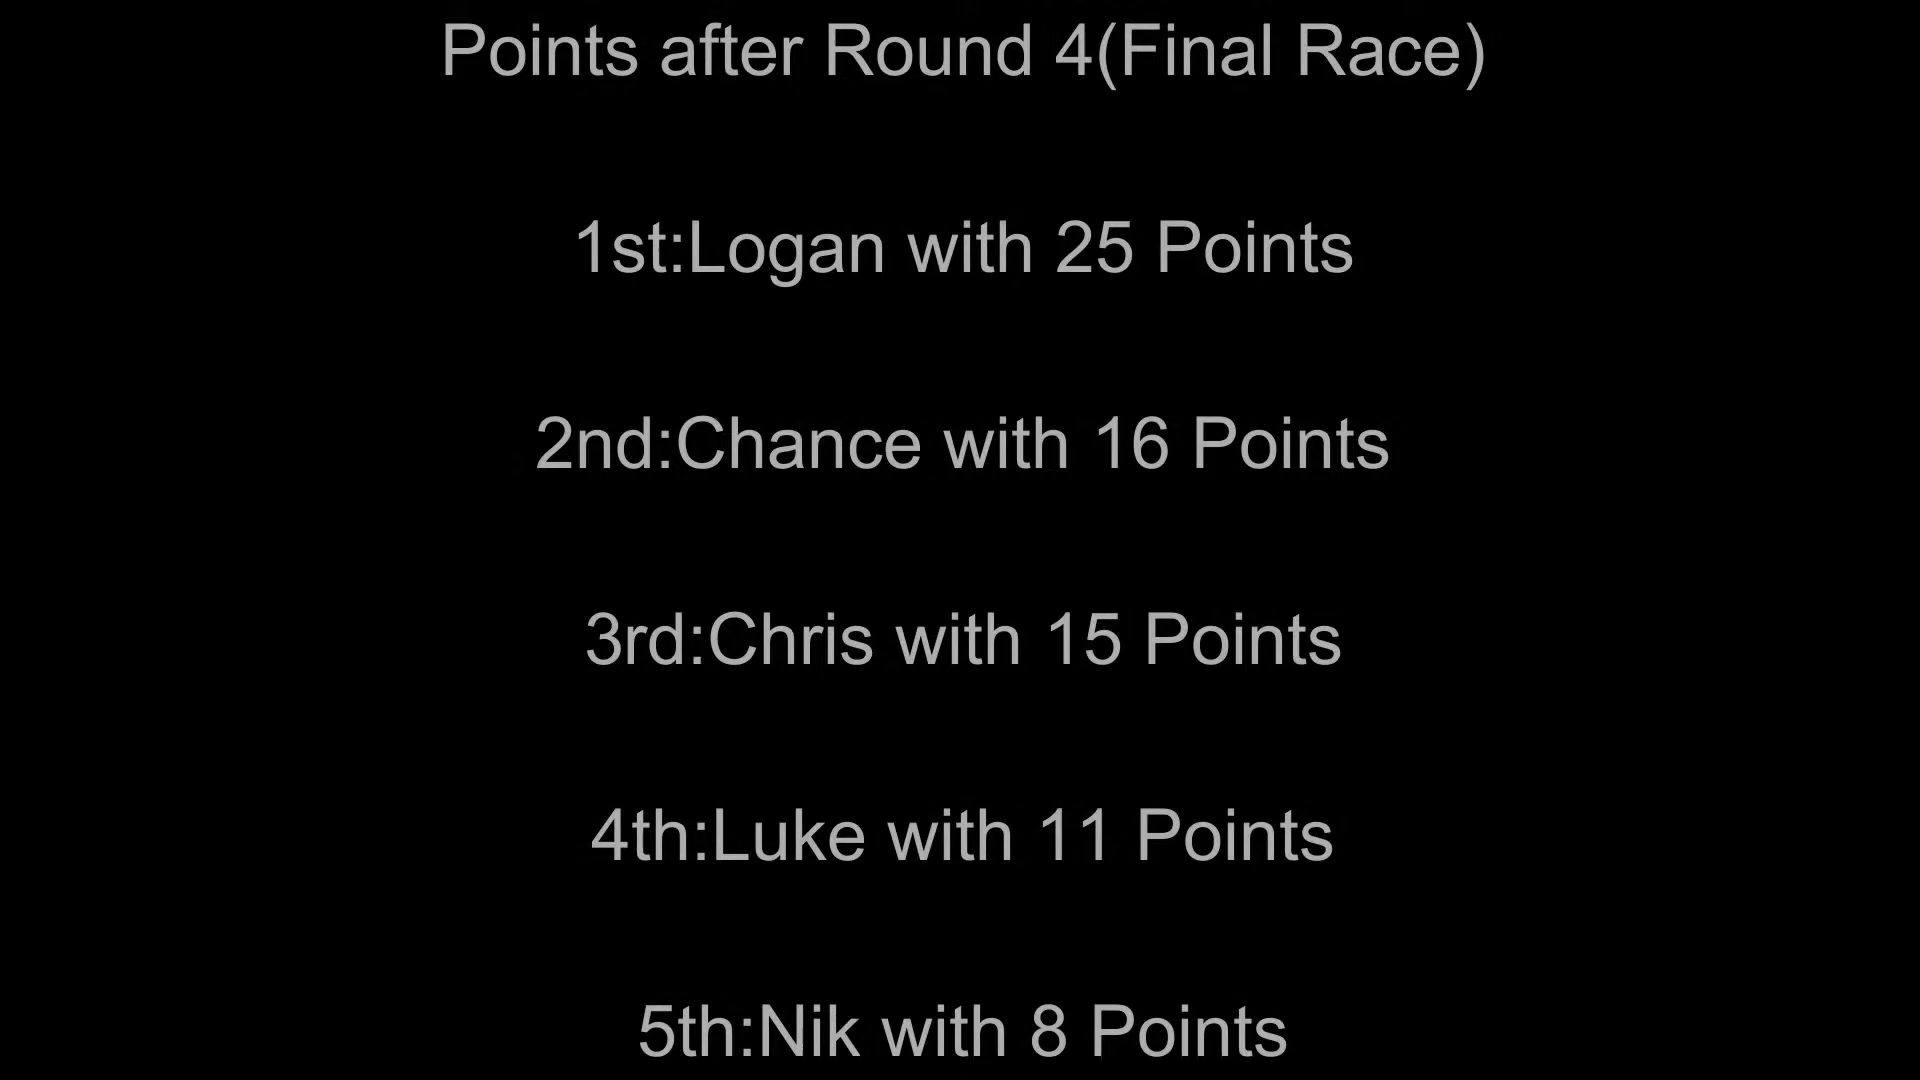 Points after Round 4(Final Race)
1st:Logan with 25 Points
2nd:Chance with 16 Points
3rd:Chris with 15 Points
4th:Luke with 11 Points
5th:Nik with 8 Points